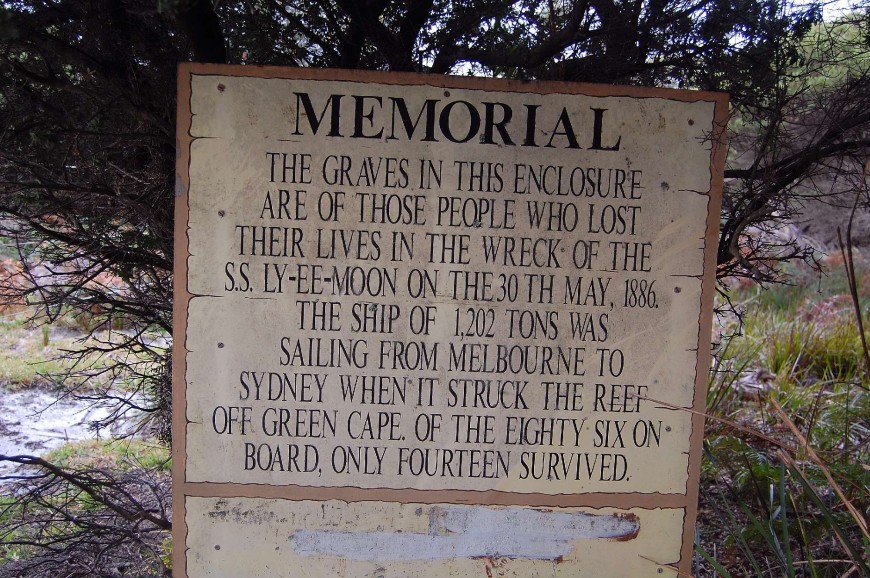 MEMORIAL
THE GRAVES IN THIS ENCLOSURE
ARE OF THOSE PEOPLE WHO LOST
THEIR LIVES IN THE WRECK OF THE
S.S. LY-EE-MOON ON THE 30 TH MAY, 1886.
THE SHIP OF 1,202 TONS WAS
SAILING FROM MELBOURNE TO
SYDNEY WHEN IT STRUCK THE REEF
OFF GREEN CAPE. OF THE EIGHTY SIX ON
BOARD, ONLY FOURTEEN SURVIVED.